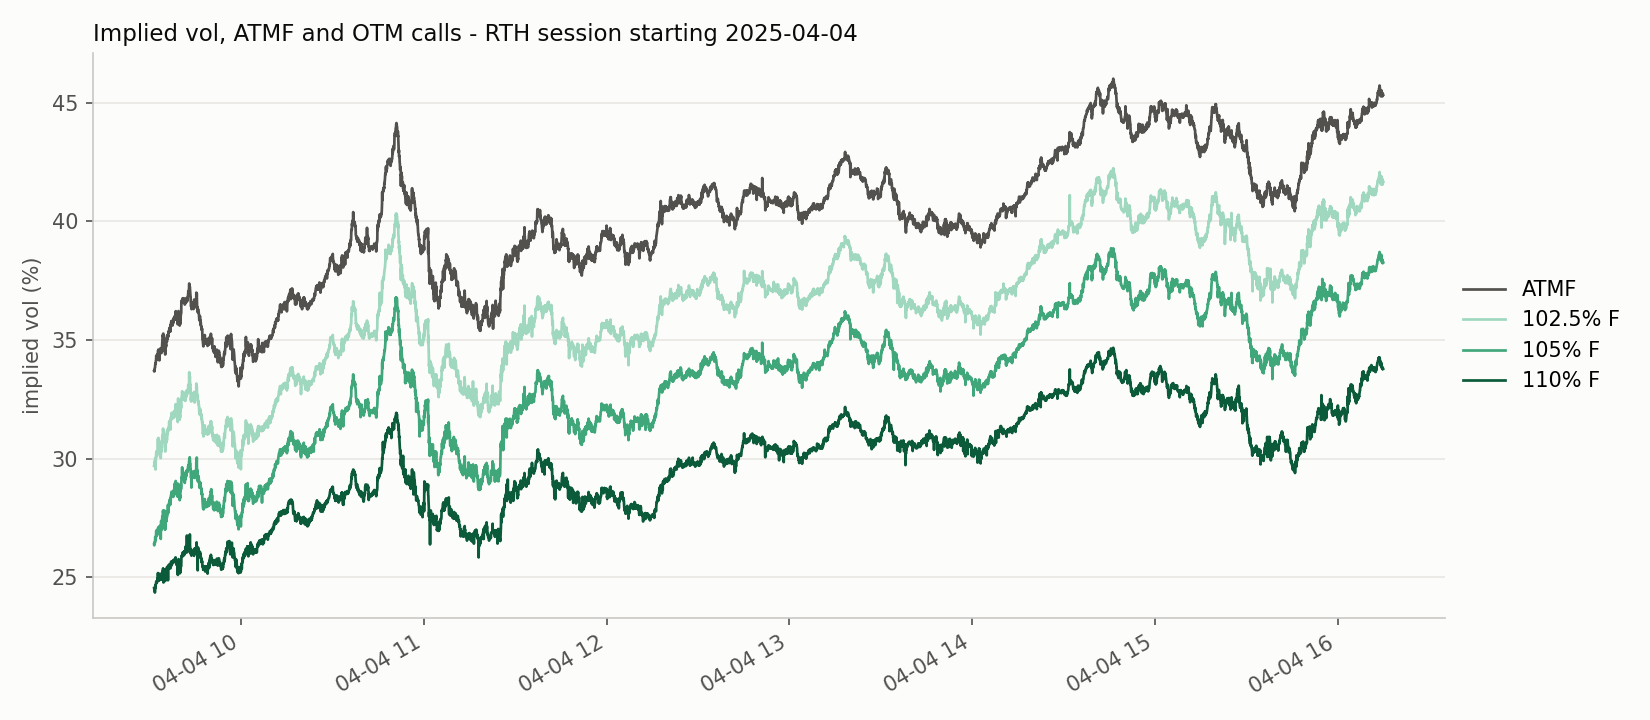 Implied vol, ATMF and OTM calls - RTH session starting 2025-04-04
implied vol (%)
45
40
35
30
25
04-04 10
04-04 11
04-04 12
04-04 13
04-04 14
04-04 15
04-04 16
ATMF
102.5% F
105% F
110% F